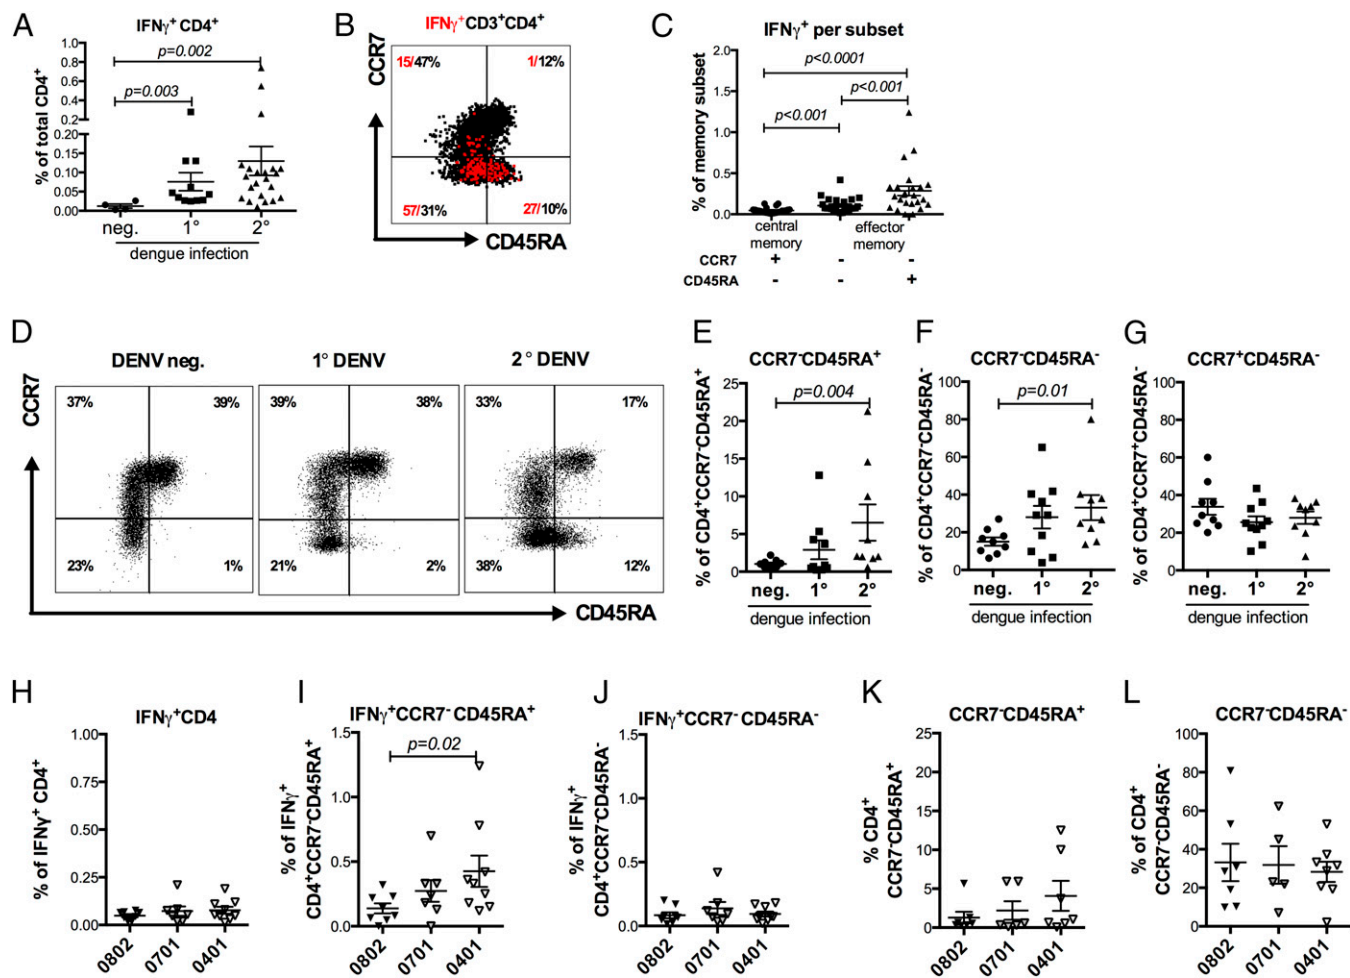 A
IFNγ⁺ CD4⁺
% of total CD4⁺
1.0
0.8
0.6
0.4
0.2
0.20
0.15
0.10
0.05
0.00
p=0.002
p=0.003
neg. 1° 2°
dengue infection
B
IFNγ⁺CD3⁺CD4⁺
CCR7
15/47% 1/12%
57/31% 27/10%
CD45RA
C
IFNγ⁺ per subset
% of memory subset
2.0
1.5
1.0
0.5
0.0
p<0.0001
p<0.001
p<0.001
central memory
effector memory
CCR7 + - -
CD45RA - - +
D
DENV neg. 1° DENV 2° DENV
CCR7
37% 39% 39% 38% 33% 17%
23% 1% 21% 2% 38% 12%
CD45RA
E
CCR7⁻CD45RA⁺
% of CD4⁺CCR7⁻CD45RA⁺
25
20
15
10
5
0
p=0.004
neg. 1° 2°
dengue infection
F
CCR7⁻CD45RA⁻
% of CD4⁺CCR7⁻CD45RA⁻
100
80
60
40
20
0
p=0.01
neg. 1° 2°
dengue infection
G
CCR7⁺CD45RA⁻
% of CD4⁺CCR7⁺CD45RA⁻
100
80
60
40
20
0
neg. 1° 2°
dengue infection
H
IFNγ⁺CD4
% of IFNγ⁺ CD4⁺
1.00
0.75
0.50
0.25
0.00
0802 0701 0401
I
IFNγ⁺CCR7⁻ CD45RA⁺
% of IFNγ⁺
CD4⁺CCR7⁻CD45RA⁺
1.5
1.0
0.5
0.0
p=0.02
0802 0701 0401
J
IFNγ⁺CCR7⁻ CD45RA⁻
% of IFNγ⁺
CD4⁺CCR7⁻CD45RA⁻
1.5
1.0
0.5
0.0
0802 0701 0401
K
CCR7⁻CD45RA⁺
% CD4⁺
CCR7⁻CD45RA⁺
25
20
15
10
5
0
0802 0701 0401
L
CCR7⁻CD45RA⁻
% of CD4⁺
CCR7⁻CD45RA⁻
100
80
60
40
20
0
0802 0701 0401